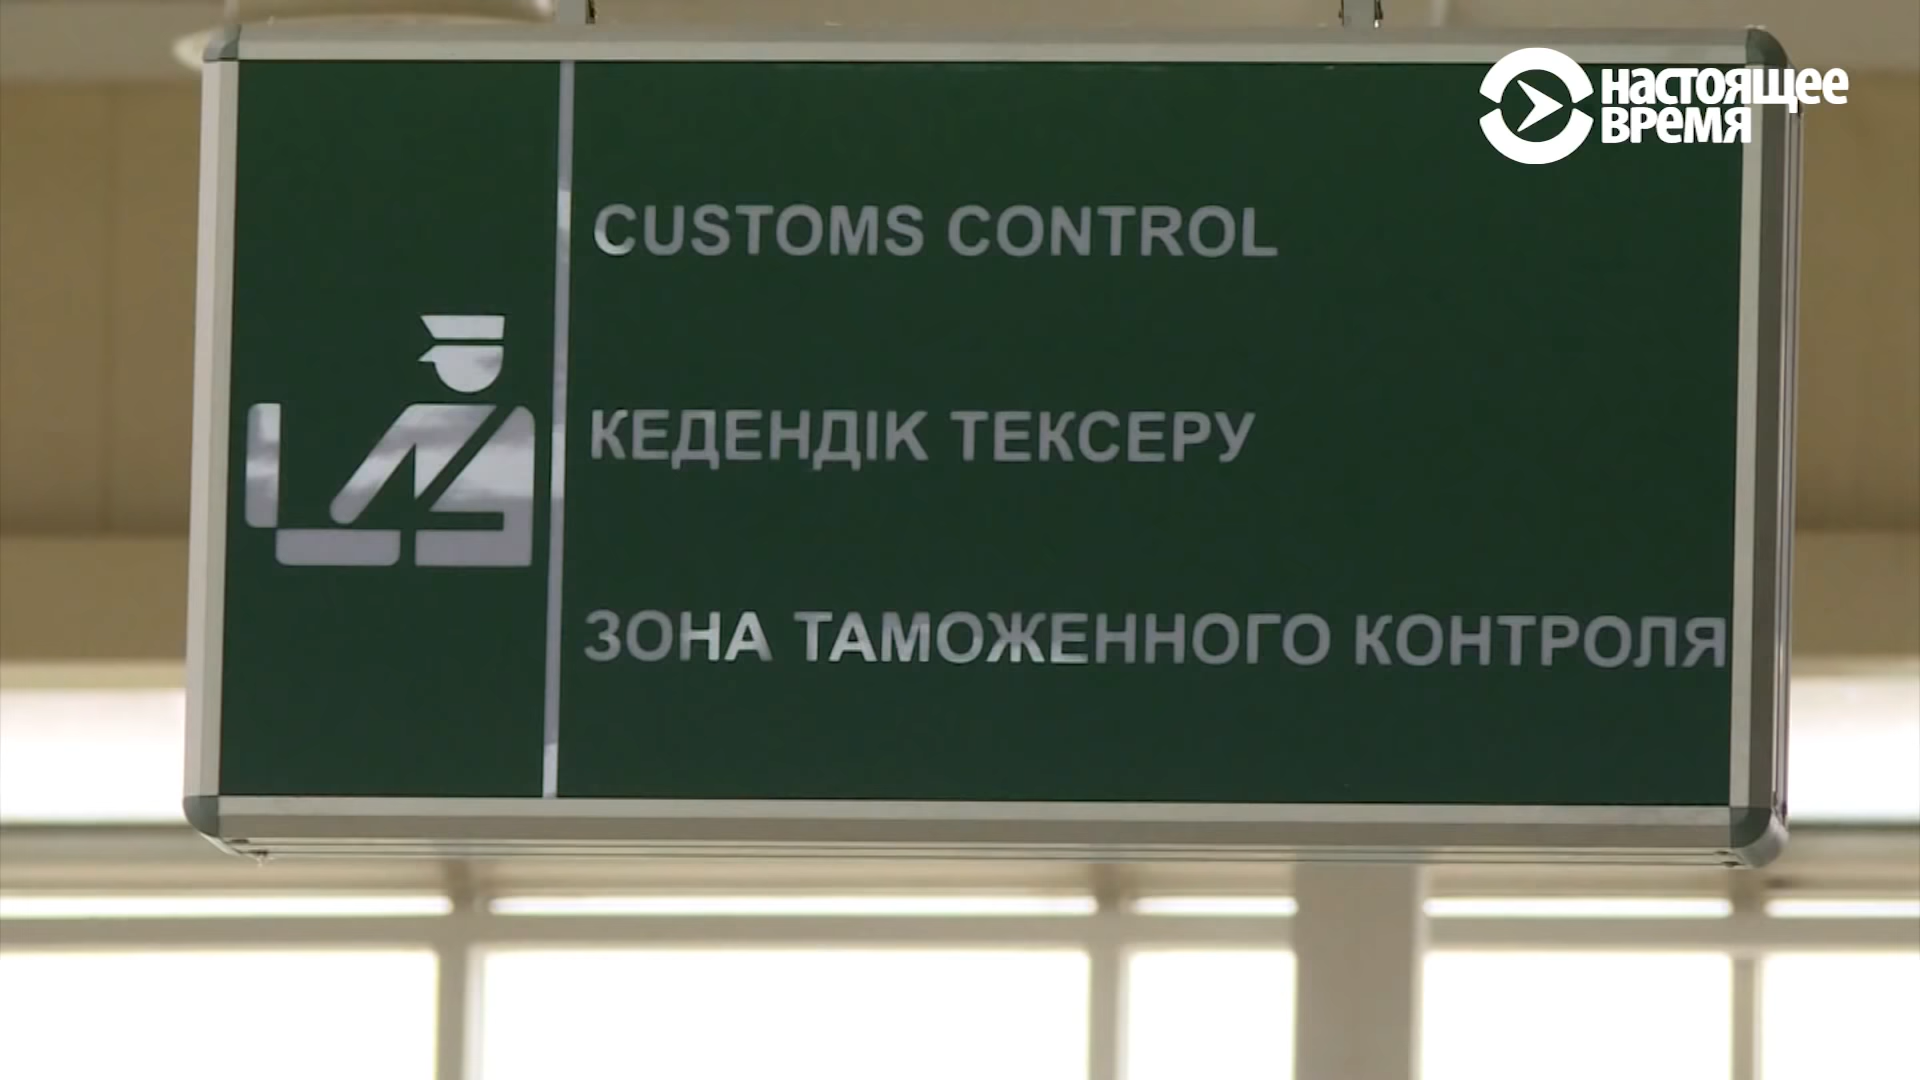 НАСТОЯЩЕЕ
ВРЕМЯ
CUSTOMS CONTROL
КЕДЕНДІК ТЕКСЕРУ
ЗОНА ТАМОЖЕННОГО КОНТРОЛЯ